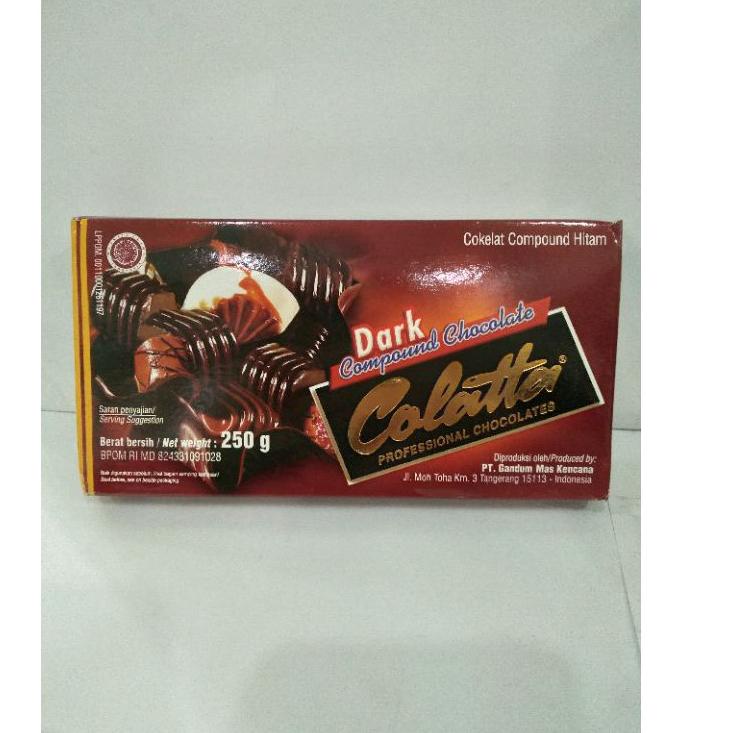 LPPOM. 00110001261197
Cokelat Compound Hitam
Dark
Compound Chocolate
Colatta®
PROFESSIONAL CHOCOLATES
Saran penyajian/
Serving Suggestion
Berat bersih / Net weight : 250 g
BPOM RI MD 824331091028
Diproduksi oleh/Produced by:
PT. Gandum Mas Kencana
Jl. Moh Toha Km. 3 Tangerang 15113 - Indonesia